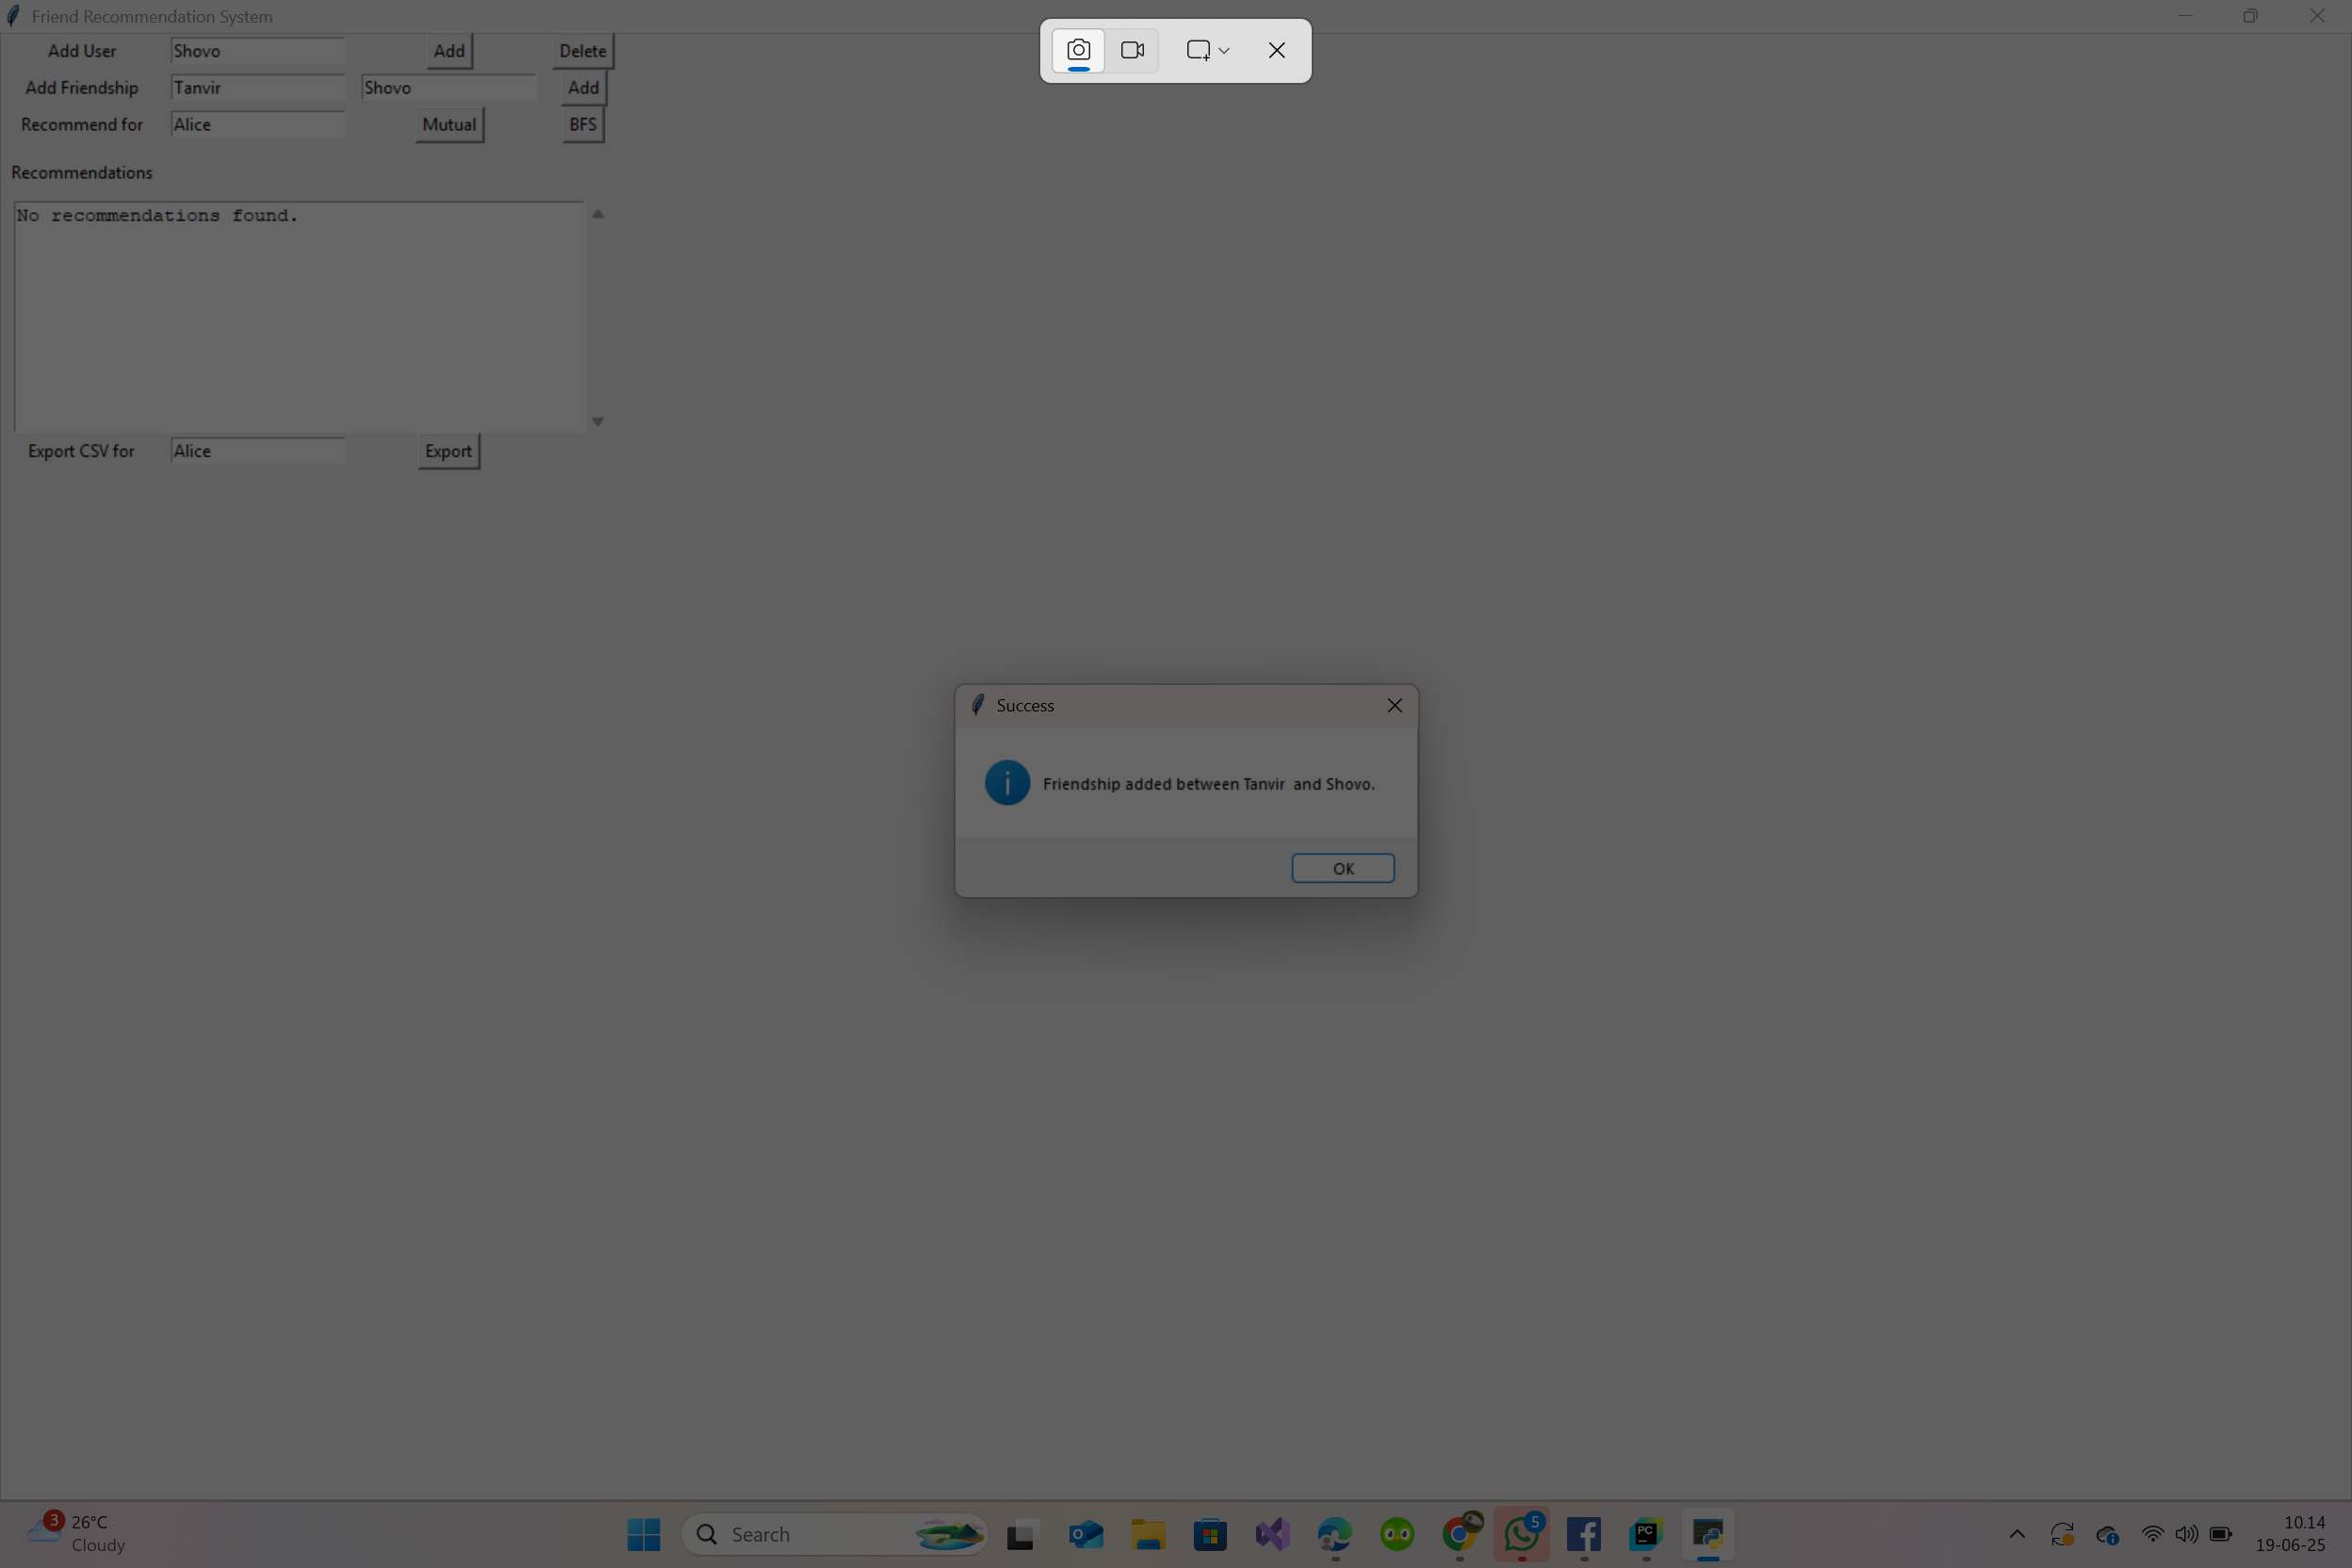 Friend Recommendation System
Add User Shovo Add Delete
Add Friendship Tanvir Shovo Add
Recommend for Alice Mutual BFS
Recommendations
No recommendations found.
Export CSV for Alice Export
Success
Friendship added between Tanvir  and Shovo.
OK
3 26°C
Cloudy
Search
5
PC
10.14
19-06-25